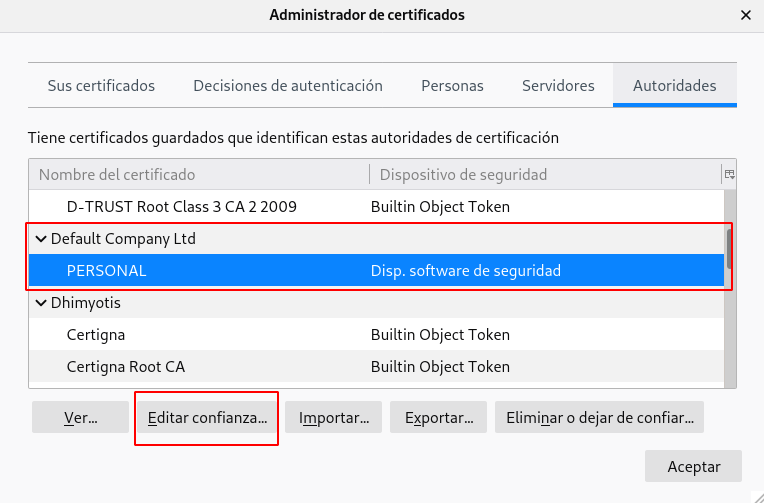 Administrador de certificados
Sus certificados Decisiones de autenticación Personas Servidores Autoridades
Tiene certificados guardados que identifican estas autoridades de certificación
Nombre del certificado Dispositivo de seguridad
D-TRUST Root Class 3 CA 2 2009 Builtin Object Token
Default Company Ltd
PERSONAL Disp. software de seguridad
Dhimyotis
Certigna Builtin Object Token
Certigna Root CA Builtin Object Token
Ver... Editar confianza... Importar... Exportar... Eliminar o dejar de confiar...
Aceptar